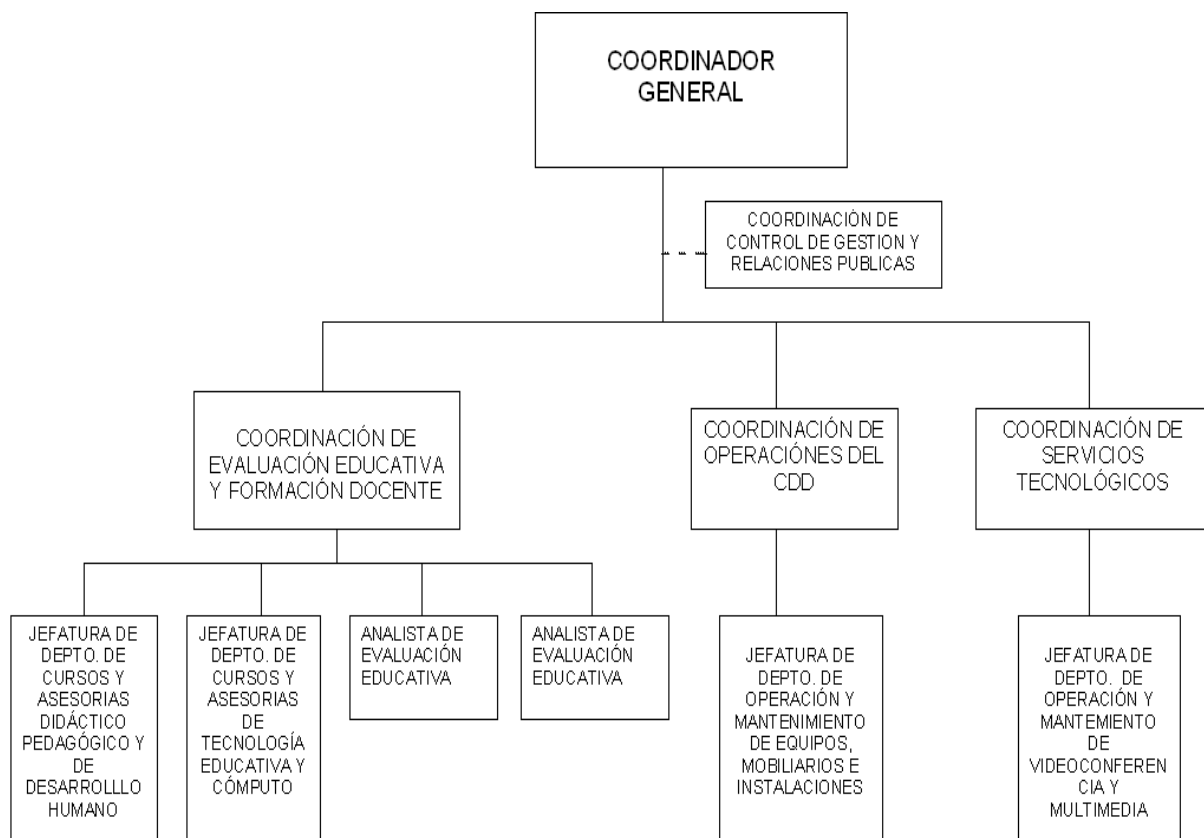 COORDINADOR
GENERAL
COORDINACIÓN DE
CONTROL DE GESTION Y
RELACIONES PUBLICAS
COORDINACIÓN DE
EVALUACIÓN EDUCATIVA
Y FORMACIÓN DOCENTE
COORDINACIÓN DE
OPERACIÓNES DEL
CDD
COORDINACIÓN DE
SERVICIOS
TECNOLÓGICOS
JEFATURA DE
DEPTO. DE
CURSOS Y
ASESORIAS
DIDÁCTICO
PEDAGÓGICO Y
DE
DESARROLLLO
HUMANO
JEFATURA DE
DEPTO. DE
CURSOS Y
ASESORIAS
DE
TECNOLOGÍA
EDUCATIVA Y
CÓMPUTO
ANALISTA DE
EVALUACIÓN
EDUCATIVA
ANALISTA DE
EVALUACIÓN
EDUCATIVA
JEFATURA DE
DEPTO. DE
OPERACIÓN Y
MANTENIMIENTO
DE EQUIPOS,
MOBILIARIOS E
INSTALACIONES
JEFATURA DE
DEPTO. DE
OPERACIÓN Y
MANTEMIENTO
DE
VIDEOCONFEREN
CIA Y
MULTIMEDIA